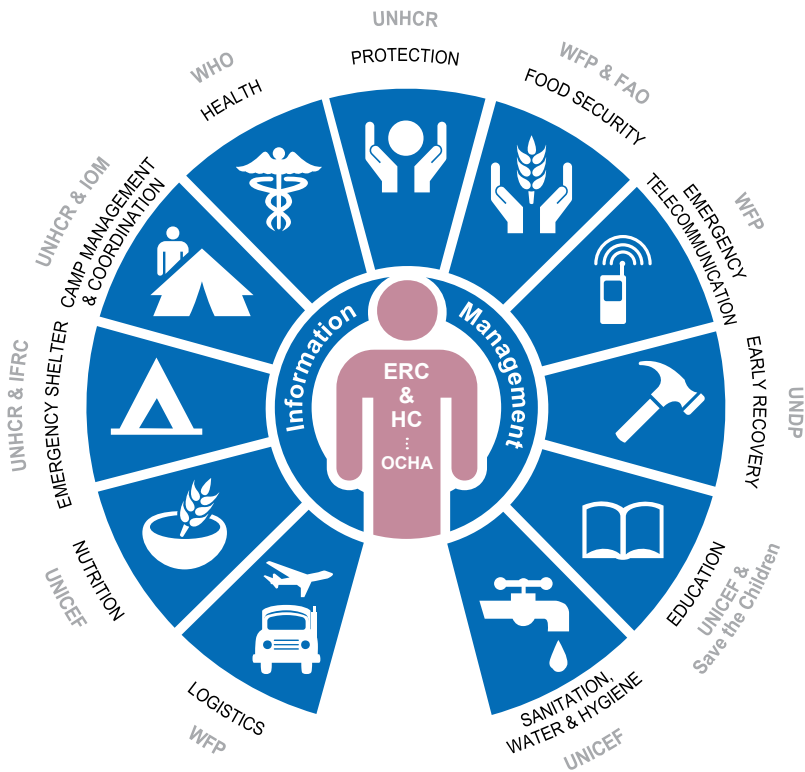 UNHCR
PROTECTION
WFP & FAO
FOOD SECURITY
WFP
EMERGENCY
TELECOMMUNICATION
UNDP
EARLY RECOVERY
UNICEF &
Save the Children
EDUCATION
SANITATION,
WATER & HYGIENE
UNICEF
LOGISTICS
WFP
NUTRITION
UNICEF
UNHCR & IFRC
EMERGENCY SHELTER
UNHCR & IOM
CAMP MANAGEMENT
& COORDINATION
WHO
HEALTH
Information Management
ERC
&
HC
...
OCHA